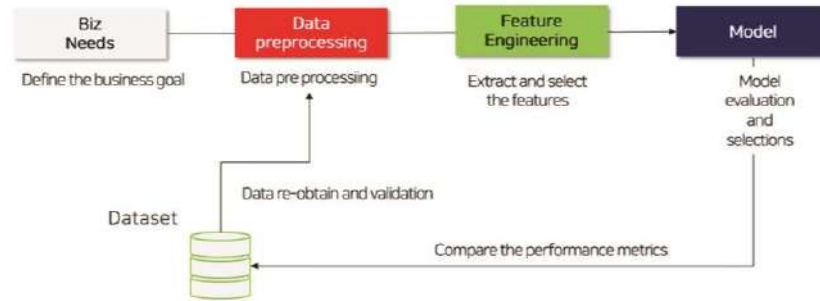 Biz
Needs
Data
preprocessing
Feature
Engineering
Model
Define the business goal
Data pre processiing
Extract and select
the features
Model
evaluation
and
selections
Data re-obtain and validation
Dataset
Compare the performance metrics